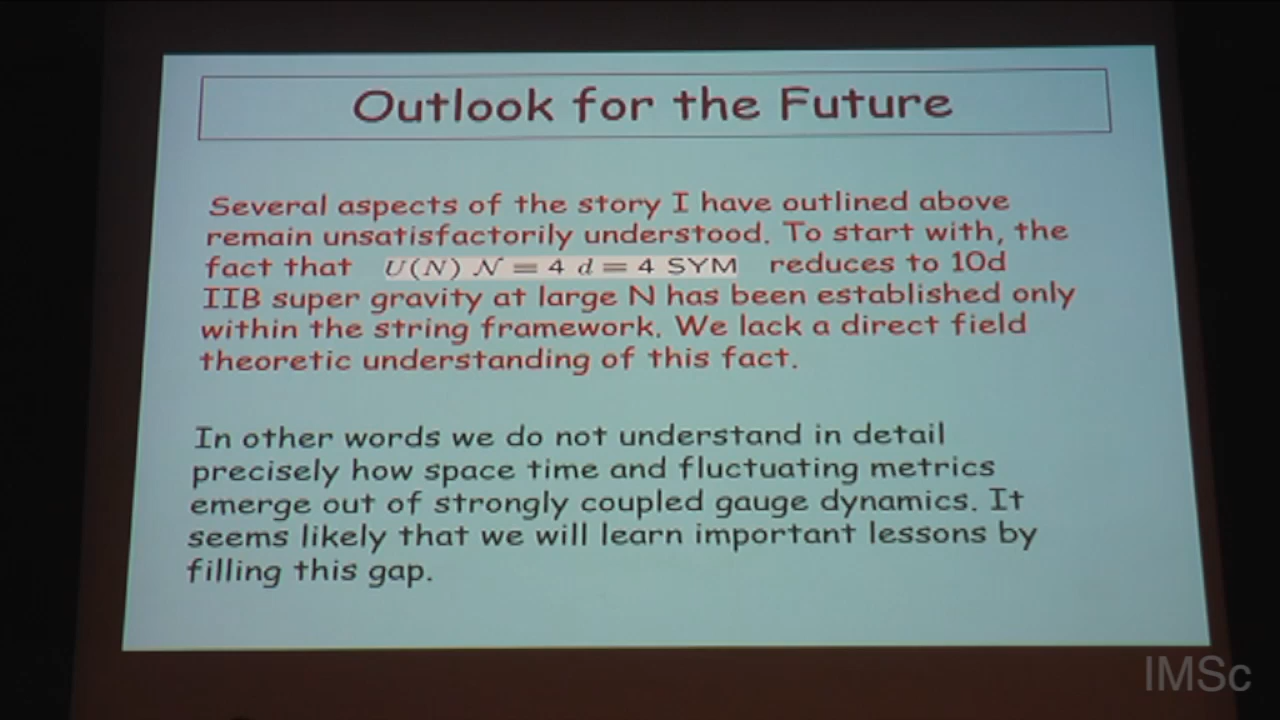 Outlook for the Future
Several aspects of the story I have outlined above
remain unsatisfactorily understood. To start with, the
fact that U(N) N = 4 d = 4 SYM reduces to 10d
IIB super gravity at large N has been established only
within the string framework. We lack a direct field
theoretic understanding of this fact.
In other words we do not understand in detail
precisely how space time and fluctuating metrics
emerge out of strongly coupled gauge dynamics. It
seems likely that we will learn important lessons by
filling this gap.
IMSc